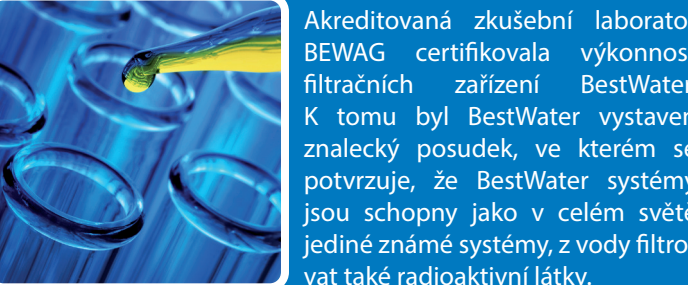 Akreditovaná zkušební laborato
BEWAG certifikovala výkonnos
filtračních zařízení BestWater
K tomu byl BestWater vystaven
znalecký posudek, ve kterém se
potvrzuje, že BestWater systémy
jsou schopny jako v celém světě
jediné známé systémy, z vody filtro-
vat také radioaktivní látky.